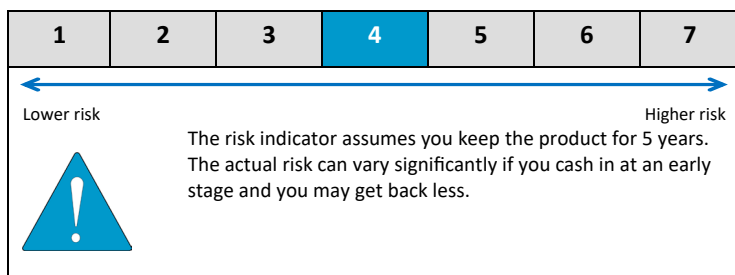 1 2 3 4 5 6 7
Lower risk Higher risk
The risk indicator assumes you keep the product for 5 years.
The actual risk can vary significantly if you cash in at an early
stage and you may get back less.